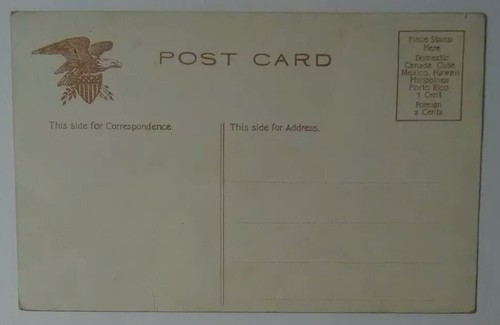 POST CARD
Place Stamp
Here
Domestic
Canada Cuba
Mexico, Hawaii
Philippines
Porto Rico
1 Cent
Foreign
2 Cents
This side for Correspondence.
This side for Address.